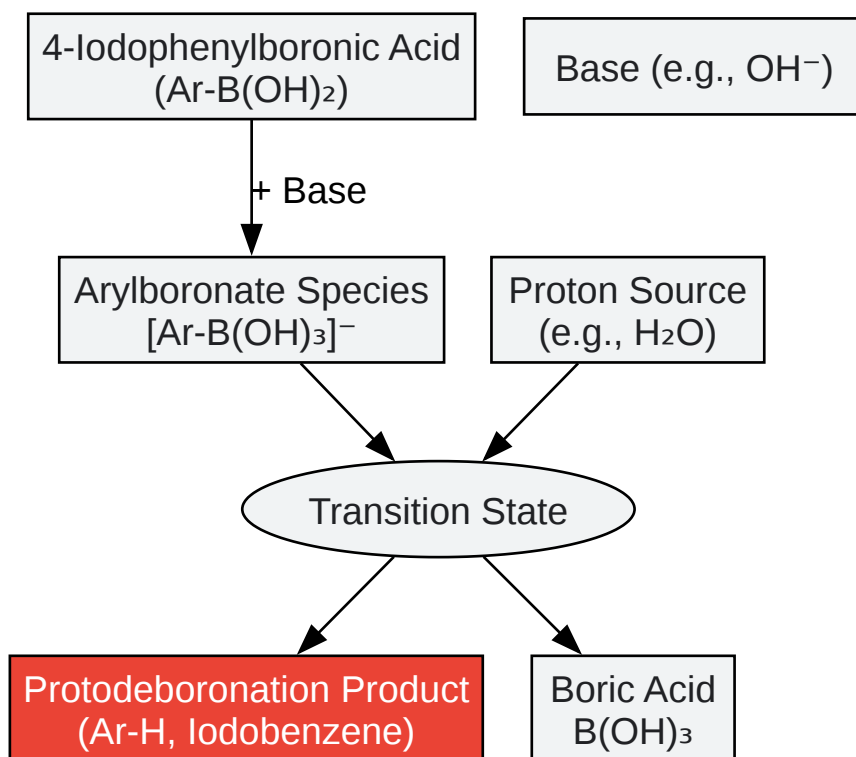 4-Iodophenylboronic Acid
(Ar-B(OH)₂)
Base (e.g., OH⁻)
+ Base
Arylboronate Species
[Ar-B(OH)₃]⁻
Proton Source
(e.g., H₂O)
Transition State
Protodeboronation Product
(Ar-H, Iodobenzene)
Boric Acid
B(OH)₃